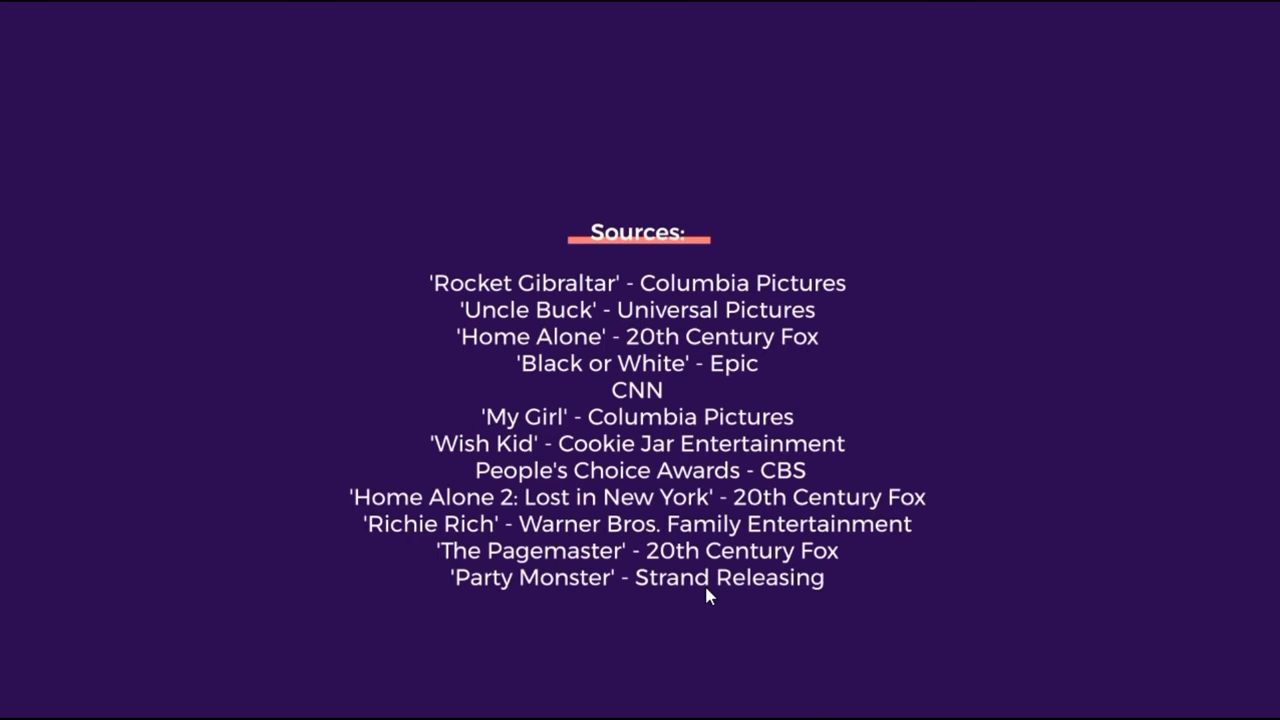 Sources:
'Rocket Gibraltar' - Columbia Pictures
'Uncle Buck' - Universal Pictures
'Home Alone' - 20th Century Fox
'Black or White' - Epic
CNN
'My Girl' - Columbia Pictures
'Wish Kid' - Cookie Jar Entertainment
People's Choice Awards - CBS
'Home Alone 2: Lost in New York' - 20th Century Fox
'Richie Rich' - Warner Bros. Family Entertainment
'The Pagemaster' - 20th Century Fox
'Party Monster' - Strand Releasing